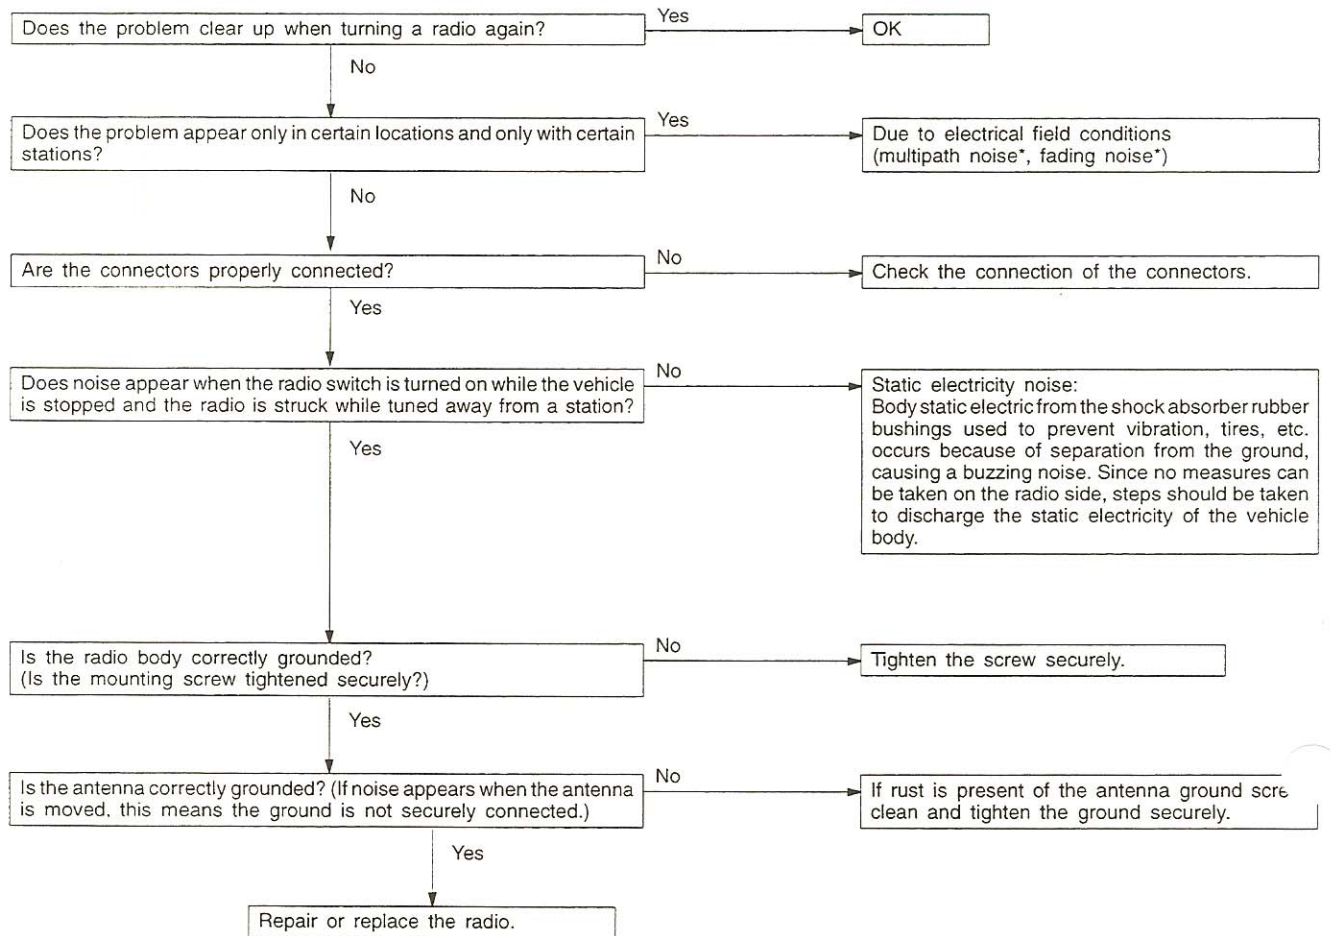 Does the problem clear up when turning a radio again?
Yes
OK
No
Does the problem appear only in certain locations and only with certain
stations?
Yes
Due to electrical field conditions
(multipath noise*, fading noise*)
No
Are the connectors properly connected?
No
Check the connection of the connectors.
Yes
Does noise appear when the radio switch is turned on while the vehicle
is stopped and the radio is struck while tuned away from a station?
No
Static electricity noise:
Body static electric from the shock absorber rubber
bushings used to prevent vibration, tires, etc.
occurs because of separation from the ground,
causing a buzzing noise. Since no measures can
be taken on the radio side, steps should be taken
to discharge the static electricity of the vehicle
body.
Yes
Is the radio body correctly grounded?
(Is the mounting screw tightened securely?)
No
Tighten the screw securely.
Yes
Is the antenna correctly grounded? (If noise appears when the antenna
is moved, this means the ground is not securely connected.)
No
If rust is present of the antenna ground
clean and tighten the ground securely.
Yes
Repair or replace the radio.